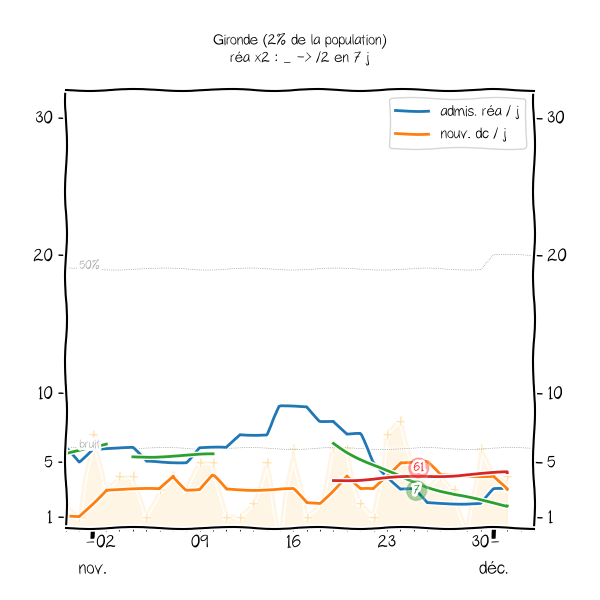 Gironde (2% de la population)
réa x2 : _ -> /2 en 7 j
admis. réa / j
nouv. dc / j
30
30
20
20
50%
10
10
bruit
61
5
5
7
1
1
02
09
16
23
30
nov.
déc.